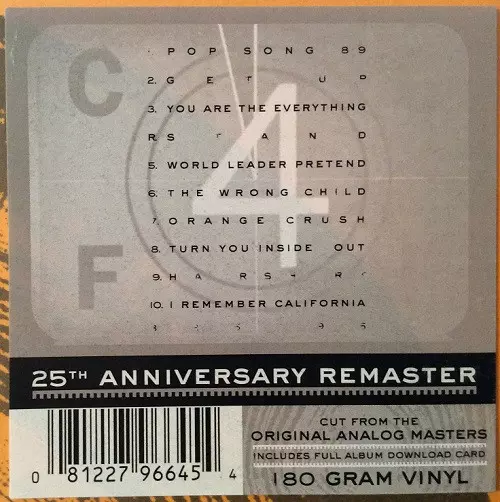 C
F
4
POP SONG 89
2. GET UP
3. YOU ARE THE EVERYTHING
R STAND
5. WORLD LEADER PRETEND
6. THE WRONG CHILD
7 ORANGE CRUSH
8. TURN YOU INSIDE OUT
9.
10. I REMEMBER CALIFORNIA
25TH ANNIVERSARY REMASTER
CUT FROM THE
ORIGINAL ANALOG MASTERS
INCLUDES FULL ALBUM DOWNLOAD CARD
180 GRAM VINYL
0 81227 96645 4